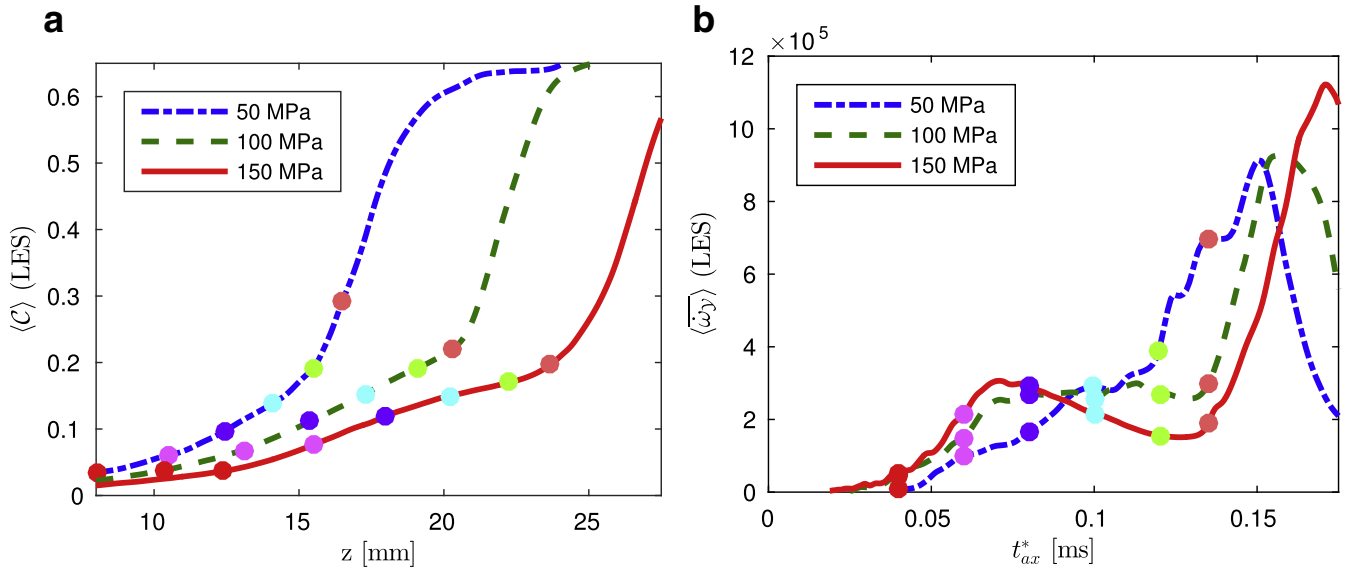 a
⟨C⟩ (LES)
0.6
0.5
0.4
0.3
0.2
0.1
0
50 MPa
100 MPa
150 MPa
10
15
20
25
z [mm]
b
×10⁵
⟨ω̇_Y⟩ (LES)
12
10
8
6
4
2
0
50 MPa
100 MPa
150 MPa
0
0.05
0.1
0.15
t*ax [ms]